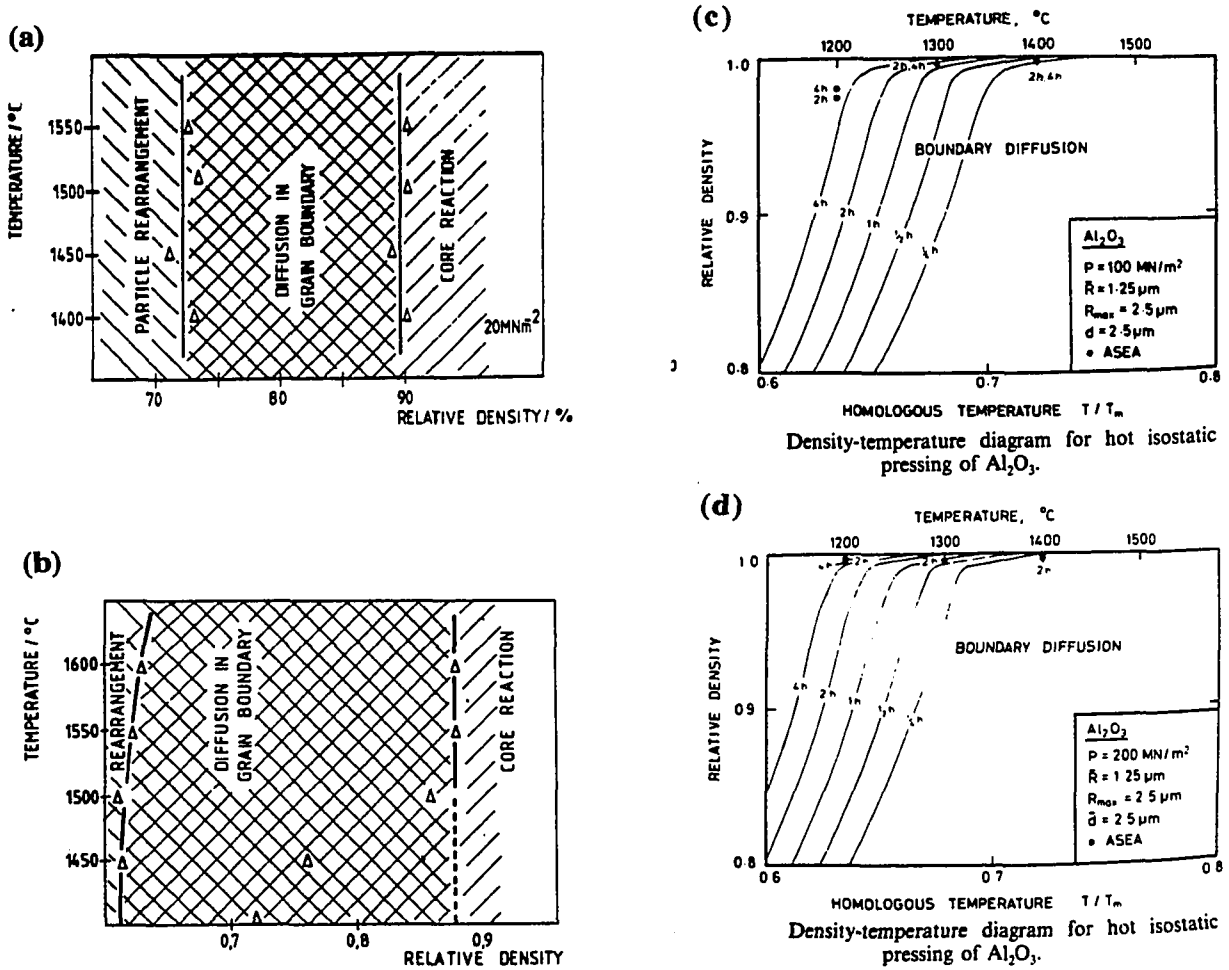 (a)
TEMPERATURE / °C
1550
1500
1450
1400
PARTICLE REARRANGEMENT
DIFFUSION IN
GRAIN BOUNDARY
CORE REACTION
20MNm⁻²
70
80
90
RELATIVE DENSITY / %
(b)
TEMPERATURE / °C
1600
1550
1500
1450
REARRANGEMENT
DIFFUSION IN
GRAIN BOUNDARY
CORE REACTION
0,7
0,8
0,9
RELATIVE DENSITY
(c)
TEMPERATURE, °C
1200
1300
1400
1500
RELATIVE DENSITY
1.0
0.9
0.8
4h
2h
2h,4h
2h,4h
BOUNDARY DIFFUSION
4h
2h
1h
½h
¼h
Al₂O₃
P = 100 MN/m²
R̄ = 1·25 µm
Rmax = 2·5 µm
d = 2·5 µm
• ASEA
0.6
0.7
0.8
HOMOLOGOUS TEMPERATURE T / Tm
Density-temperature diagram for hot isostatic
pressing of Al₂O₃.
(d)
TEMPERATURE, °C
1200
1300
1400
1500
RELATIVE DENSITY
1.0
0.9
0.8
4h
2h
2h
2h
BOUNDARY DIFFUSION
4h
2h
1h
½h
¼h
Al₂O₃
P = 200 MN/m²
R̄ = 1 25 µm
Rmax = 2 5 µm
d̄ = 2 5 µm
• ASEA
0 6
0.7
0 8
HOMOLOGOUS TEMPERATURE T / Tm
Density-temperature diagram for hot isostatic
pressing of Al₂O₃.